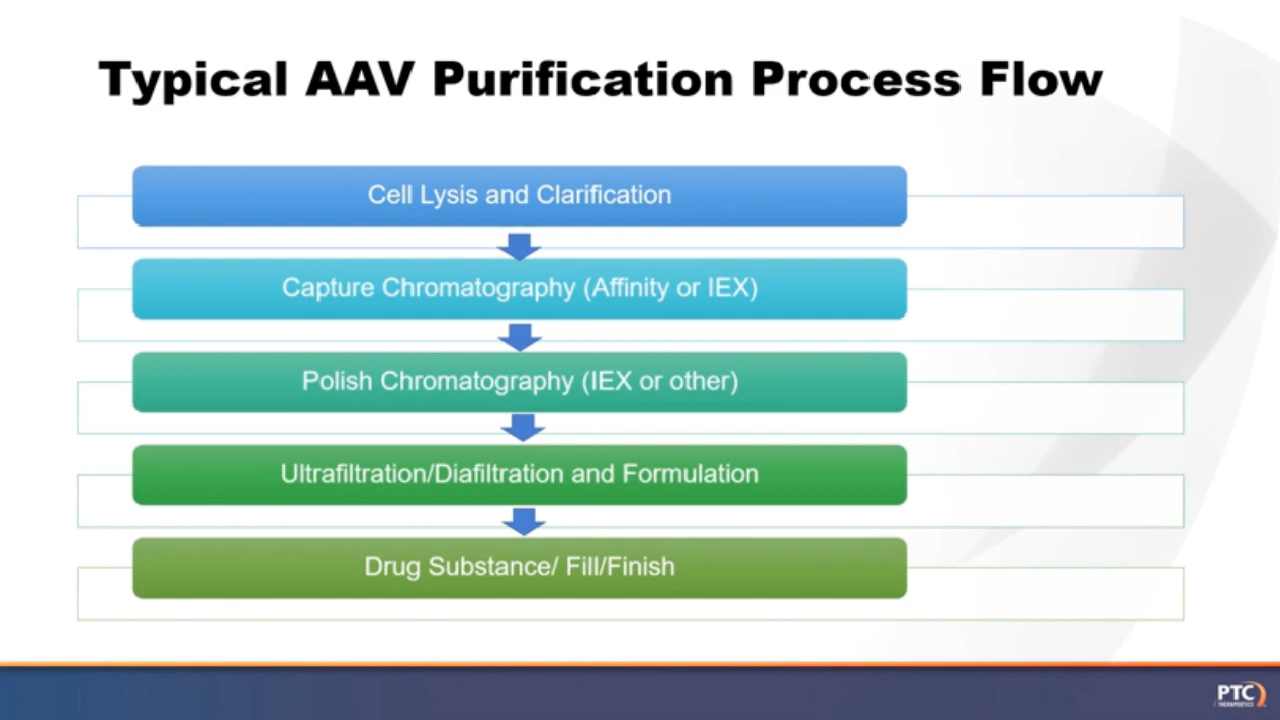 Typical AAV Purification Process Flow
Cell Lysis and Clarification
Capture Chromatography (Affinity or IEX)
Polish Chromatography (IEX or other)
Ultrafiltration/Diafiltration and Formulation
Drug Substance/ Fill/Finish
PTC
THERAPEUTICS